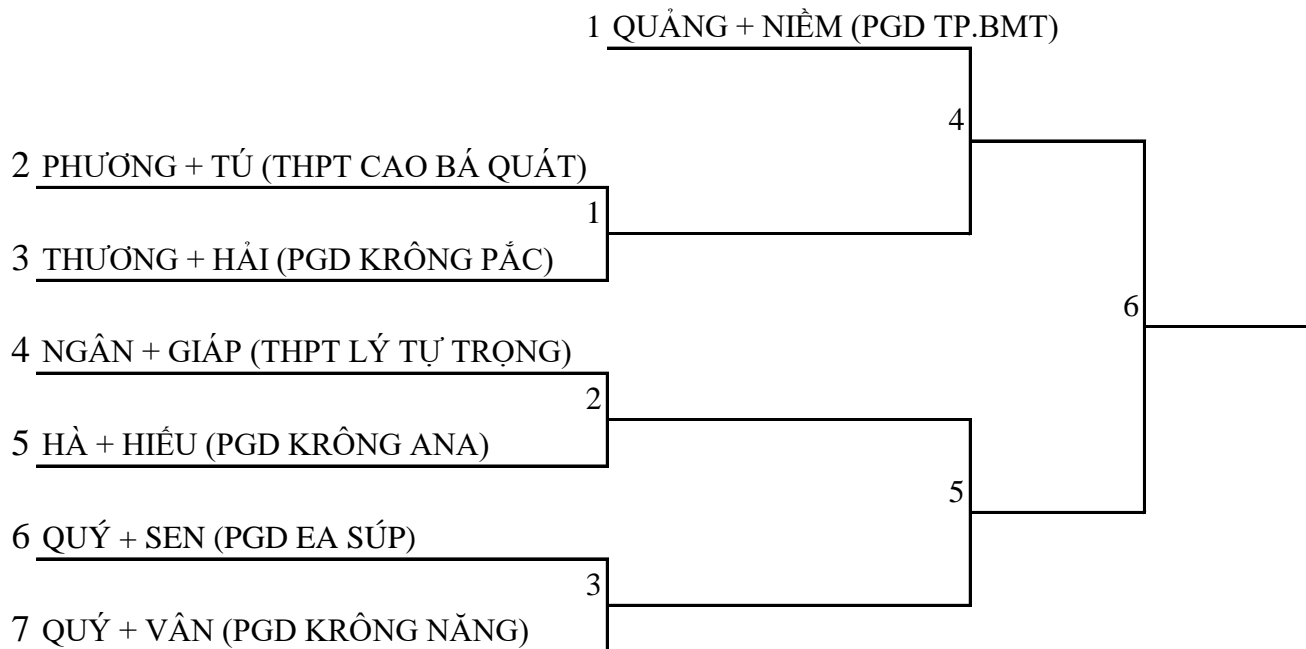 1 QUẢNG + NIỀM (PGD TP.BMT)
4
2 PHƯƠNG + TÚ (THPT CAO BÁ QUÁT)
1
3 THƯƠNG + HẢI (PGD KRÔNG PẮC)
6
4 NGÂN + GIÁP (THPT LÝ TỰ TRỌNG)
2
5 HÀ + HIẾU (PGD KRÔNG ANA)
5
6 QUÝ + SEN (PGD EA SÚP)
3
7 QUÝ + VÂN (PGD KRÔNG NĂNG)